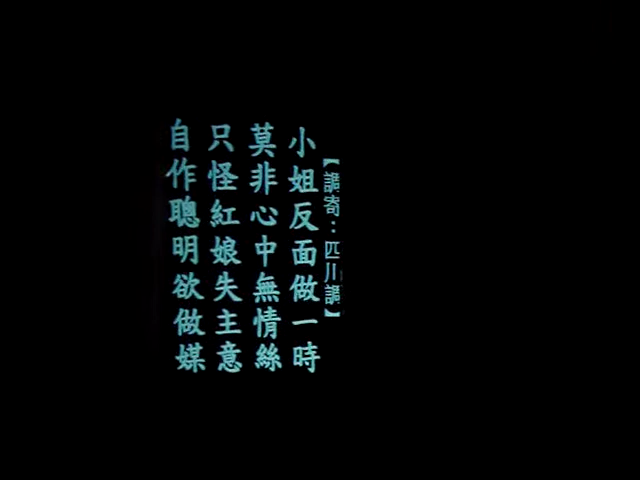 【調寄：四川調】
小姐反面做一時
莫非心中無情絲
只怪紅娘失主意
自作聰明欲做媒